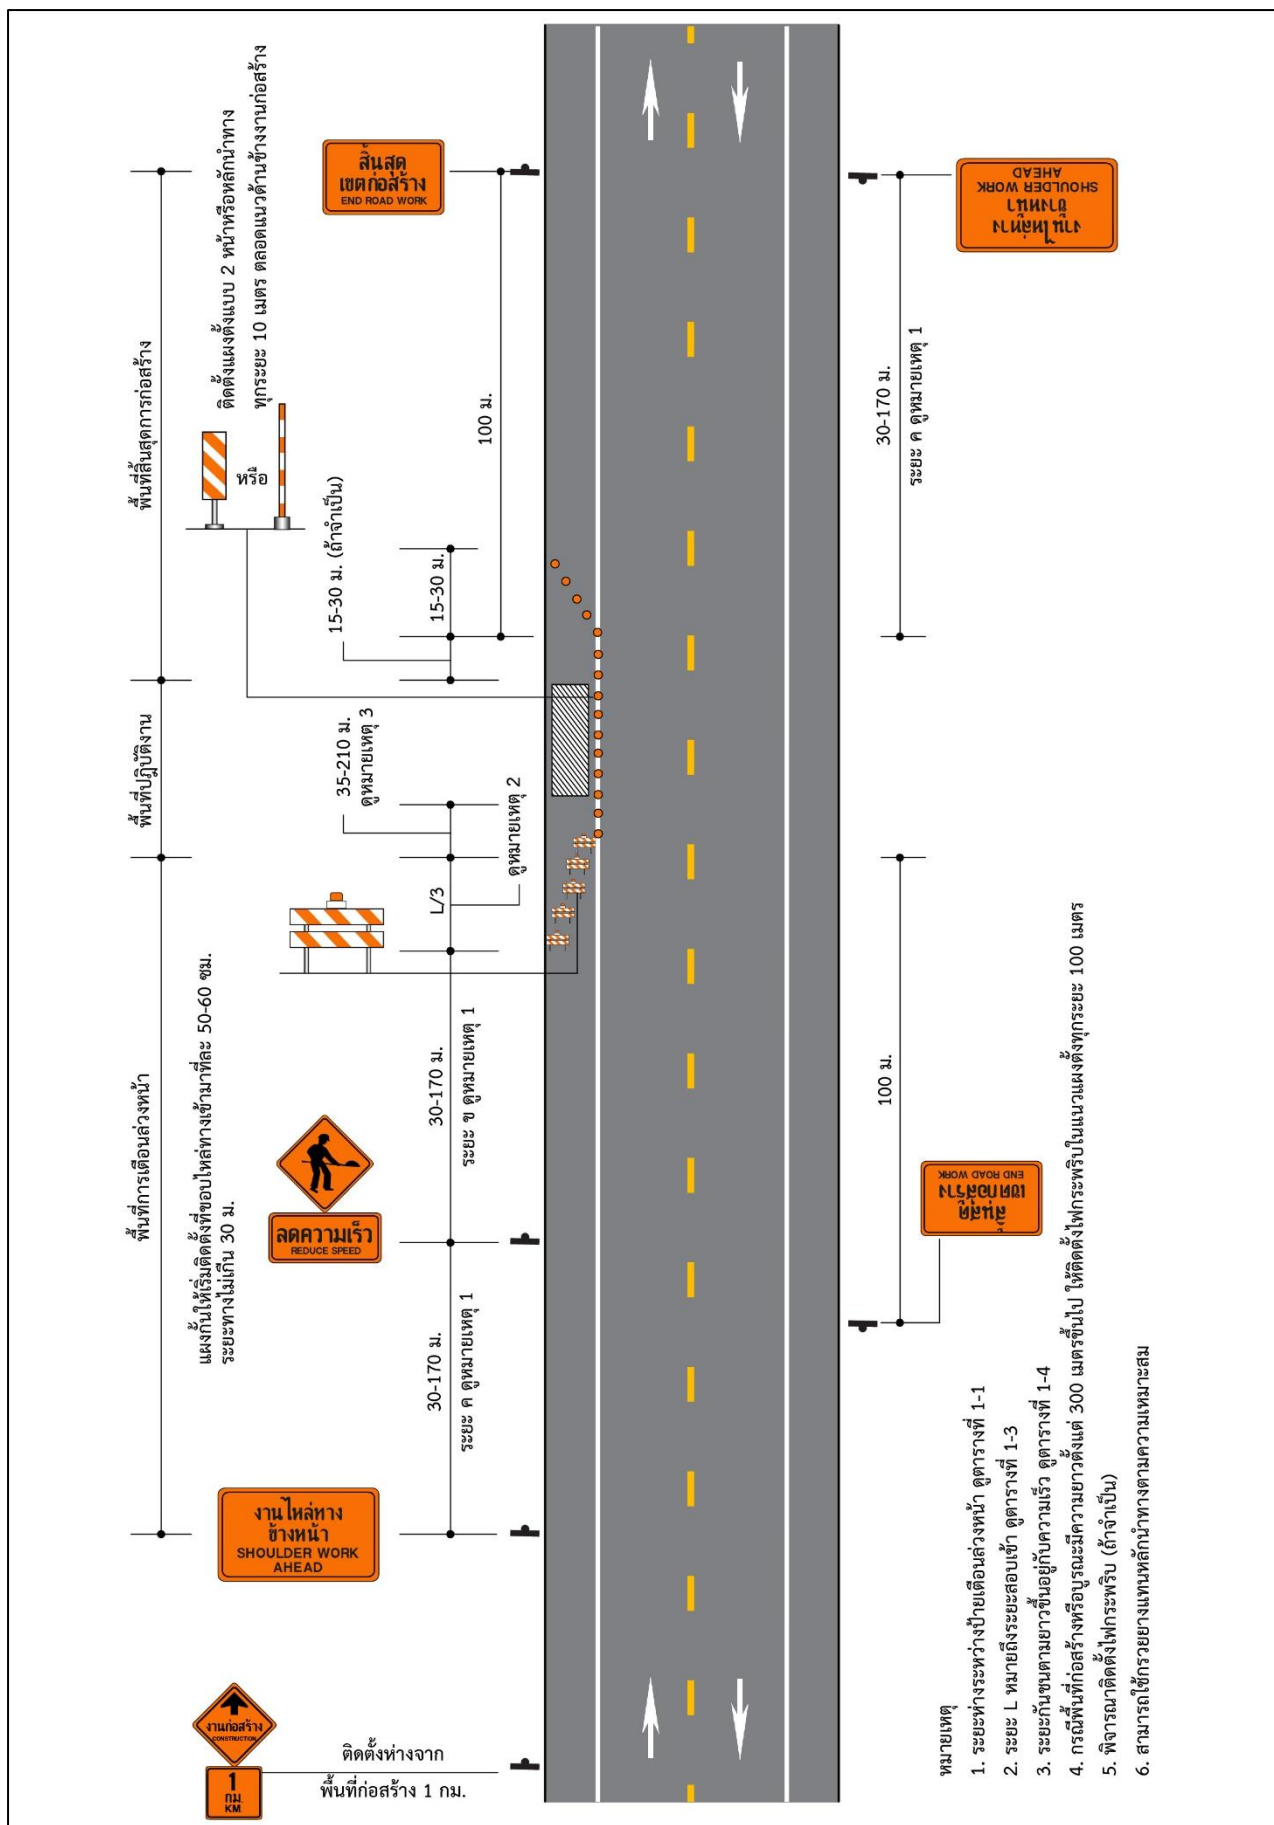 พื้นที่การเตือนล่วงหน้า
พื้นที่ปฏิบัติงาน
พื้นที่สิ้นสุดการก่อสร้าง
แผงกั้นให้เริ่มติดตั้งที่ขอบไหล่ทางเข้ามาทีละ 50-60 ซม.
ระยะทางไม่เกิน 30 ม.
ติดตั้งแผงตั้งแบบ 2 หน้าหรือหลักนำทาง
ทุกระยะ 10 เมตร ตลอดแนวด้านข้างงานก่อสร้าง
หรือ
งานก่อสร้าง
CONSTRUCTION
1
กม.
KM.
ติดตั้งห่างจาก
พื้นที่ก่อสร้าง 1 กม.
งานไหล่ทาง
ข้างหน้า
SHOULDER WORK
AHEAD
30-170 ม.
ระยะ ค ดูหมายเหตุ 1
ลดความเร็ว
REDUCE SPEED
30-170 ม.
ระยะ ข ดูหมายเหตุ 1
L/3
ดูหมายเหตุ 2
35-210 ม.
ดูหมายเหตุ 3
15-30 ม. (ถ้าจำเป็น)
15-30 ม.
100 ม.
สิ้นสุด
เขตก่อสร้าง
END ROAD WORK
สิ้นสุด
เขตก่อสร้าง
END ROAD WORK
100 ม.
30-170 ม.
ระยะ ค ดูหมายเหตุ 1
งานไหล่ทาง
ข้างหน้า
SHOULDER WORK
AHEAD
หมายเหตุ
1. ระยะห่างระหว่างป้ายเตือนล่วงหน้า ดูตารางที่ 1-1
2. ระยะ L หมายถึงระยะสอบเข้า ดูตารางที่ 1-3
3. ระยะกันชนตามยาวขึ้นอยู่กับความเร็ว ดูตารางที่ 1-4
4. กรณีพื้นที่ก่อสร้างหรือบูรณะมีความยาวตั้งแต่ 300 เมตรขึ้นไป ให้ติดตั้งไฟกระพริบในแนวแผงตั้งทุกระยะ 100 เมตร
5. พิจารณาติดตั้งไฟกระพริบ (ถ้าจำเป็น)
6. สามารถใช้กรวยยางแทนหลักนำทางตามความเหมาะสม